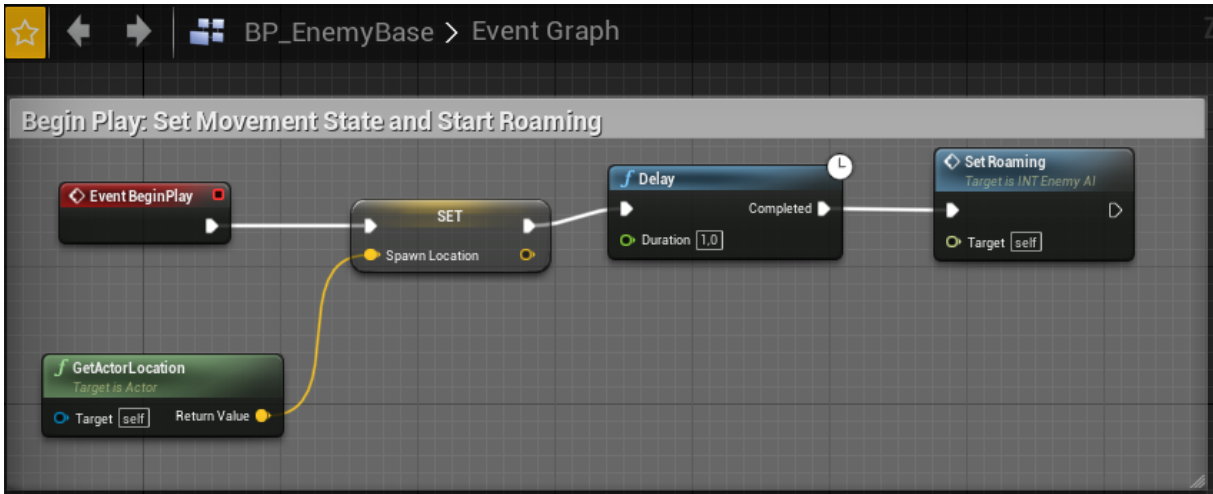 BP_EnemyBase > Event Graph
Begin Play: Set Movement State and Start Roaming
Event BeginPlay
SET
Spawn Location
Delay
Completed
Duration 1,0
Set Roaming
Target is INT Enemy AI
Target self
GetActorLocation
Target is Actor
Target self Return Value